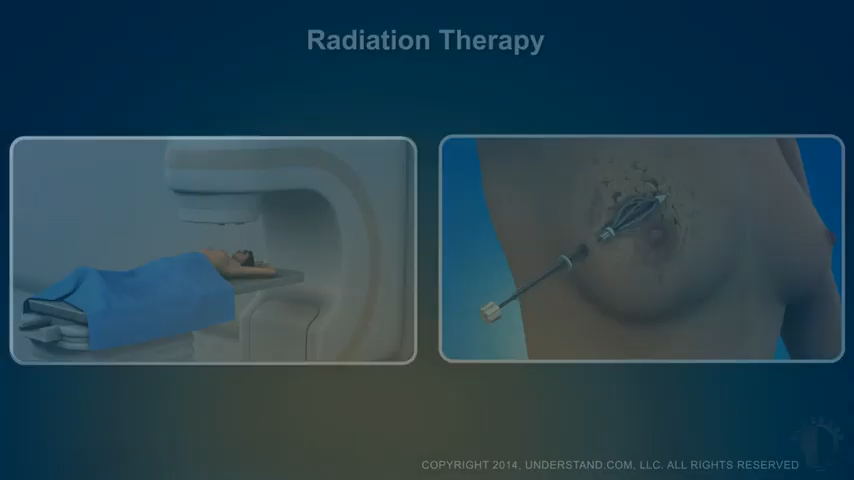 Radiation Therapy
COPYRIGHT 2014, UNDERSTAND.COM, LLC. ALL RIGHTS RESERVED